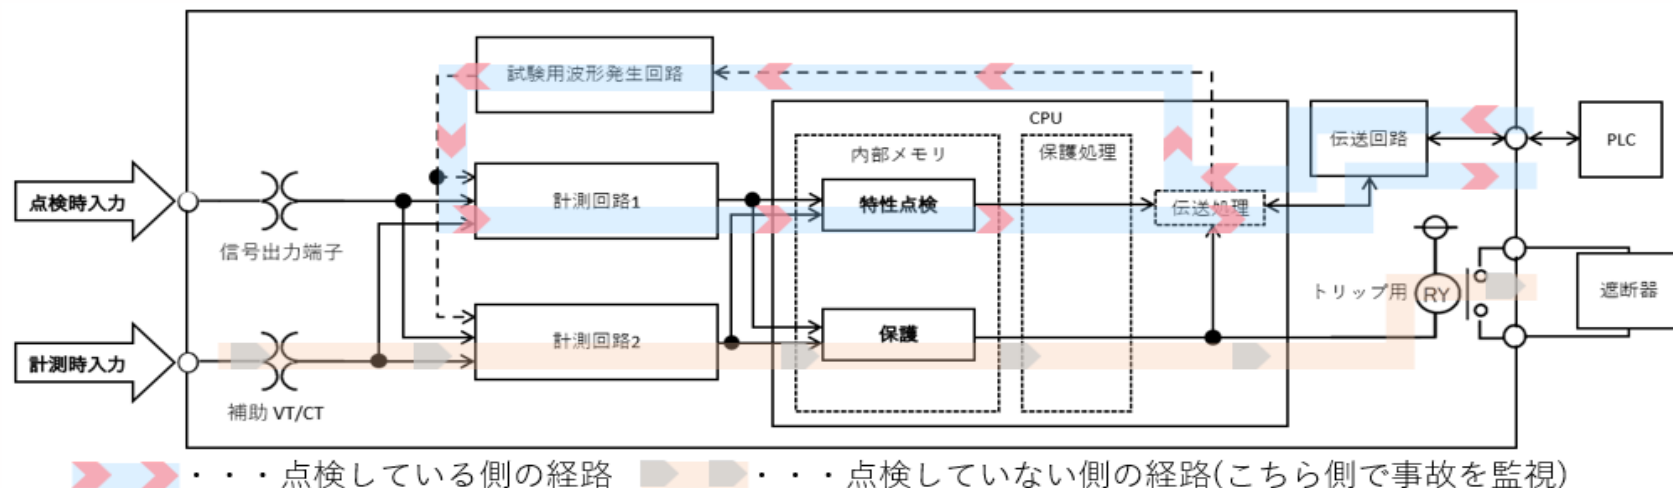 試験用波形発生回路
CPU
内部メモリ
保護処理
伝送回路
PLC
点検時入力
計測回路1
特性点検
伝送処理
信号出力端子
トリップ用
RY
遮断器
計測時入力
計測回路2
保護
補助 VT/CT
・・・点検している側の経路
・・・点検していない側の経路(こちら側で事故を監視)